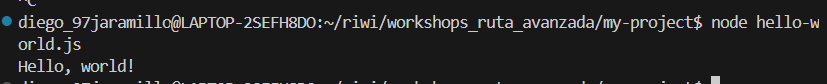 ^C
diego_97jaramillo@LAPTOP-2SEFH8DO:~/riwi/workshops_ruta_avanzada/my-project$ node hello-w
orld.js
Hello, world!